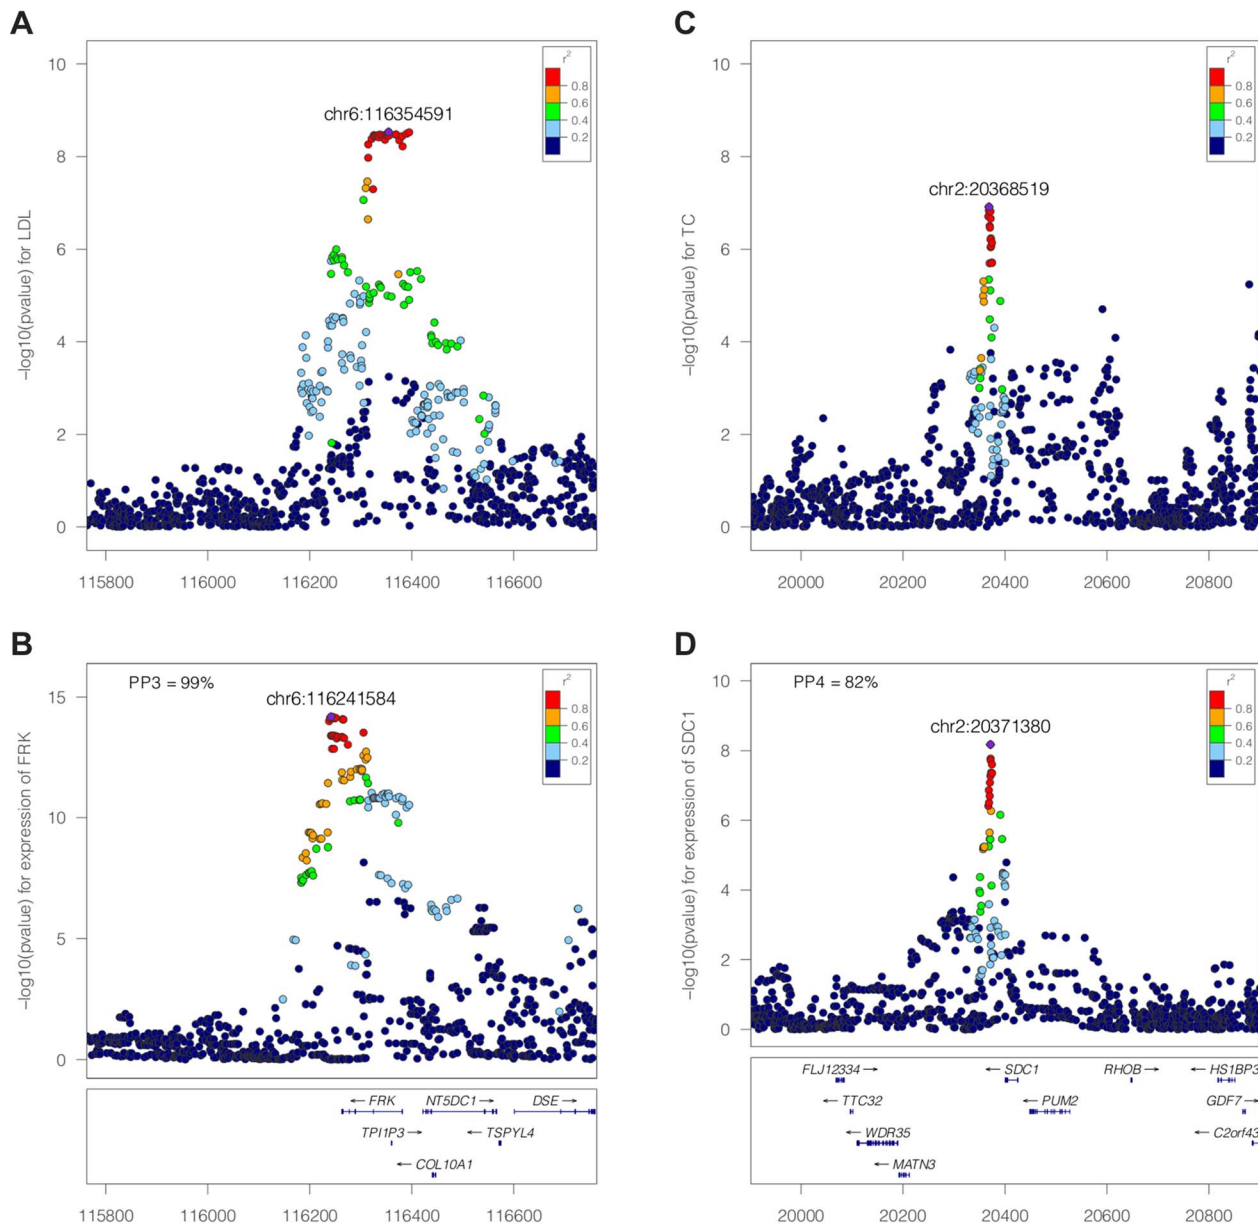 A
−log10(pvalue) for LDL
10
8
6
4
2
0
chr6:116354591
r²
0.8
0.6
0.4
0.2
115800 116000 116200 116400 116600
B
−log10(pvalue) for expression of FRK
15
10
5
0
PP3 = 99%
chr6:116241584
r²
0.8
0.6
0.4
0.2
← FRK NT5DC1 → DSE →
TPI1P3 → ← TSPYL4
← COL10A1
115800 116000 116200 116400 116600
C
−log10(pvalue) for TC
10
8
6
4
2
0
chr2:20368519
r²
0.8
0.6
0.4
0.2
20000 20200 20400 20600 20800
D
−log10(pvalue) for expression of SDC1
10
8
6
4
2
0
PP4 = 82%
chr2:20371380
r²
0.8
0.6
0.4
0.2
FLJ12334 → ← SDC1 RHOB → ← HS1BP3
← TTC32 ← PUM2 GDF7 →
← WDR35 ← C2orf43
← MATN3
20000 20200 20400 20600 20800